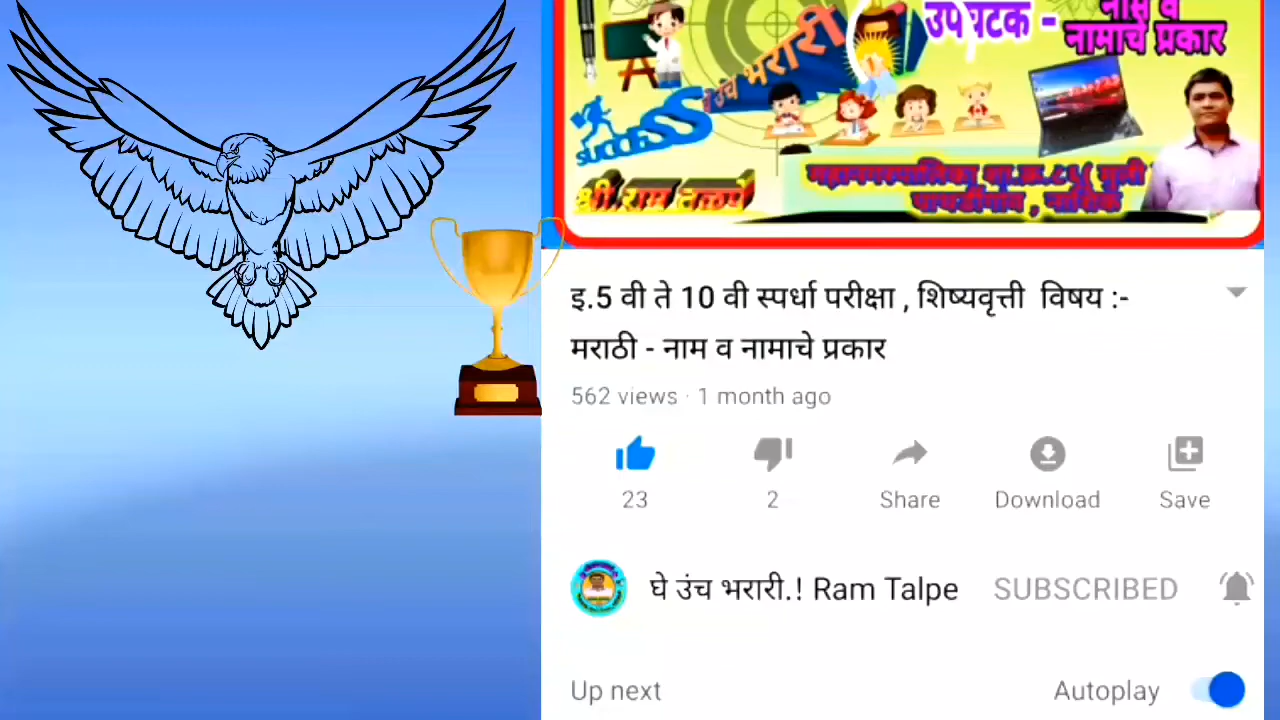 उपघटक - नाम व
नामाचे प्रकार
घे उंच भरारी
SUCCESS
श्री. राम तळपे
इ.5 वी ते 10 वी स्पर्धा परीक्षा , शिष्यवृत्ती विषय :-
मराठी - नाम व नामाचे प्रकार
562 views · 1 month ago
23
2
Share
Download
Save
घे उंच भरारी.! Ram Talpe
SUBSCRIBED
Up next
Autoplay